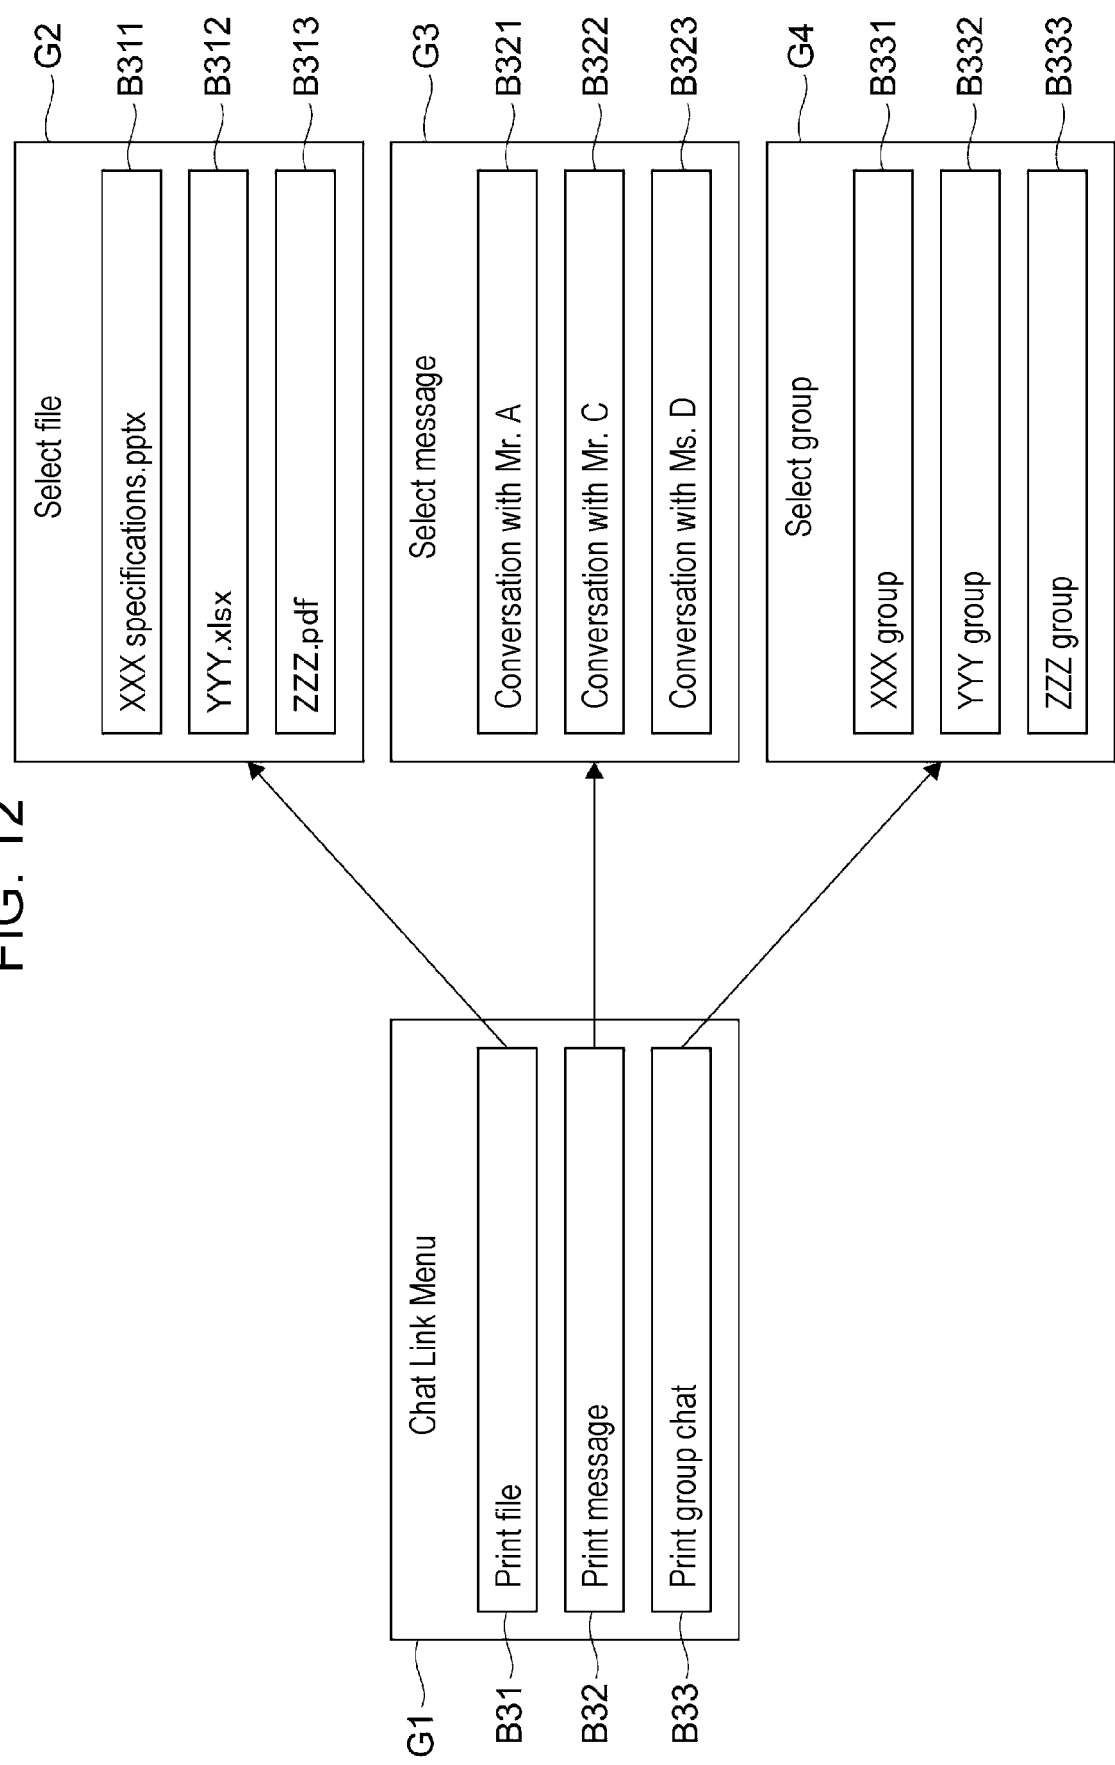 FIG. 12
G1
Chat Link Menu
B31
Print file
B32
Print message
B33
Print group chat
G2
Select file
XXX specifications.pptx
B311
YYY.xlsx
B312
ZZZ.pdf
B313
G3
Select message
Conversation with Mr. A
B321
Conversation with Mr. C
B322
Conversation with Ms. D
B323
G4
Select group
XXX group
B331
YYY group
B332
ZZZ group
B333